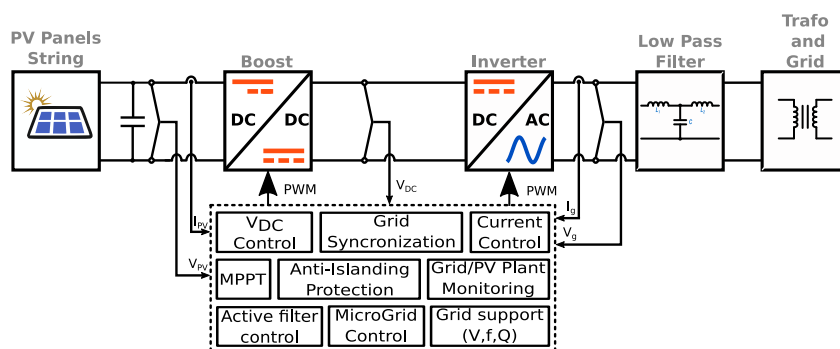 PV Panels
String
Boost
Inverter
Low Pass
Filter
Trafo
and
Grid
DC
DC
DC
AC
L₁
L₂
C
PWM
PWM
V_DC
I_PV
V_PV
I_g
V_g
V_DC
Control
Grid
Syncronization
Current
Control
MPPT
Anti-Islanding
Protection
Grid/PV Plant
Monitoring
Active filter
control
MicroGrid
Control
Grid support
(V,f,Q)